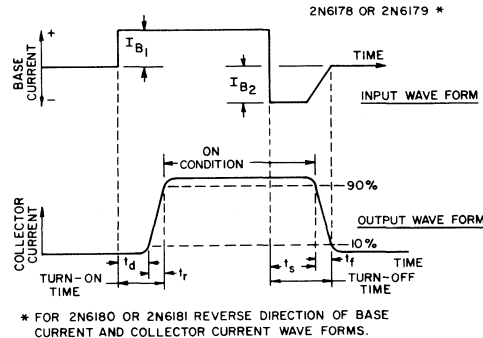 2N6178 OR 2N6179 *
+
BASE
CURRENT
−
IB1
IB2
TIME
INPUT WAVE FORM
ON
CONDITION
90%
COLLECTOR
CURRENT
OUTPUT WAVE FORM
10%
td
tr
ts
tf
TIME
TURN-ON
TIME
TURN-OFF
TIME
* FOR 2N6180 OR 2N6181 REVERSE DIRECTION OF BASE
CURRENT AND COLLECTOR CURRENT WAVE FORMS.